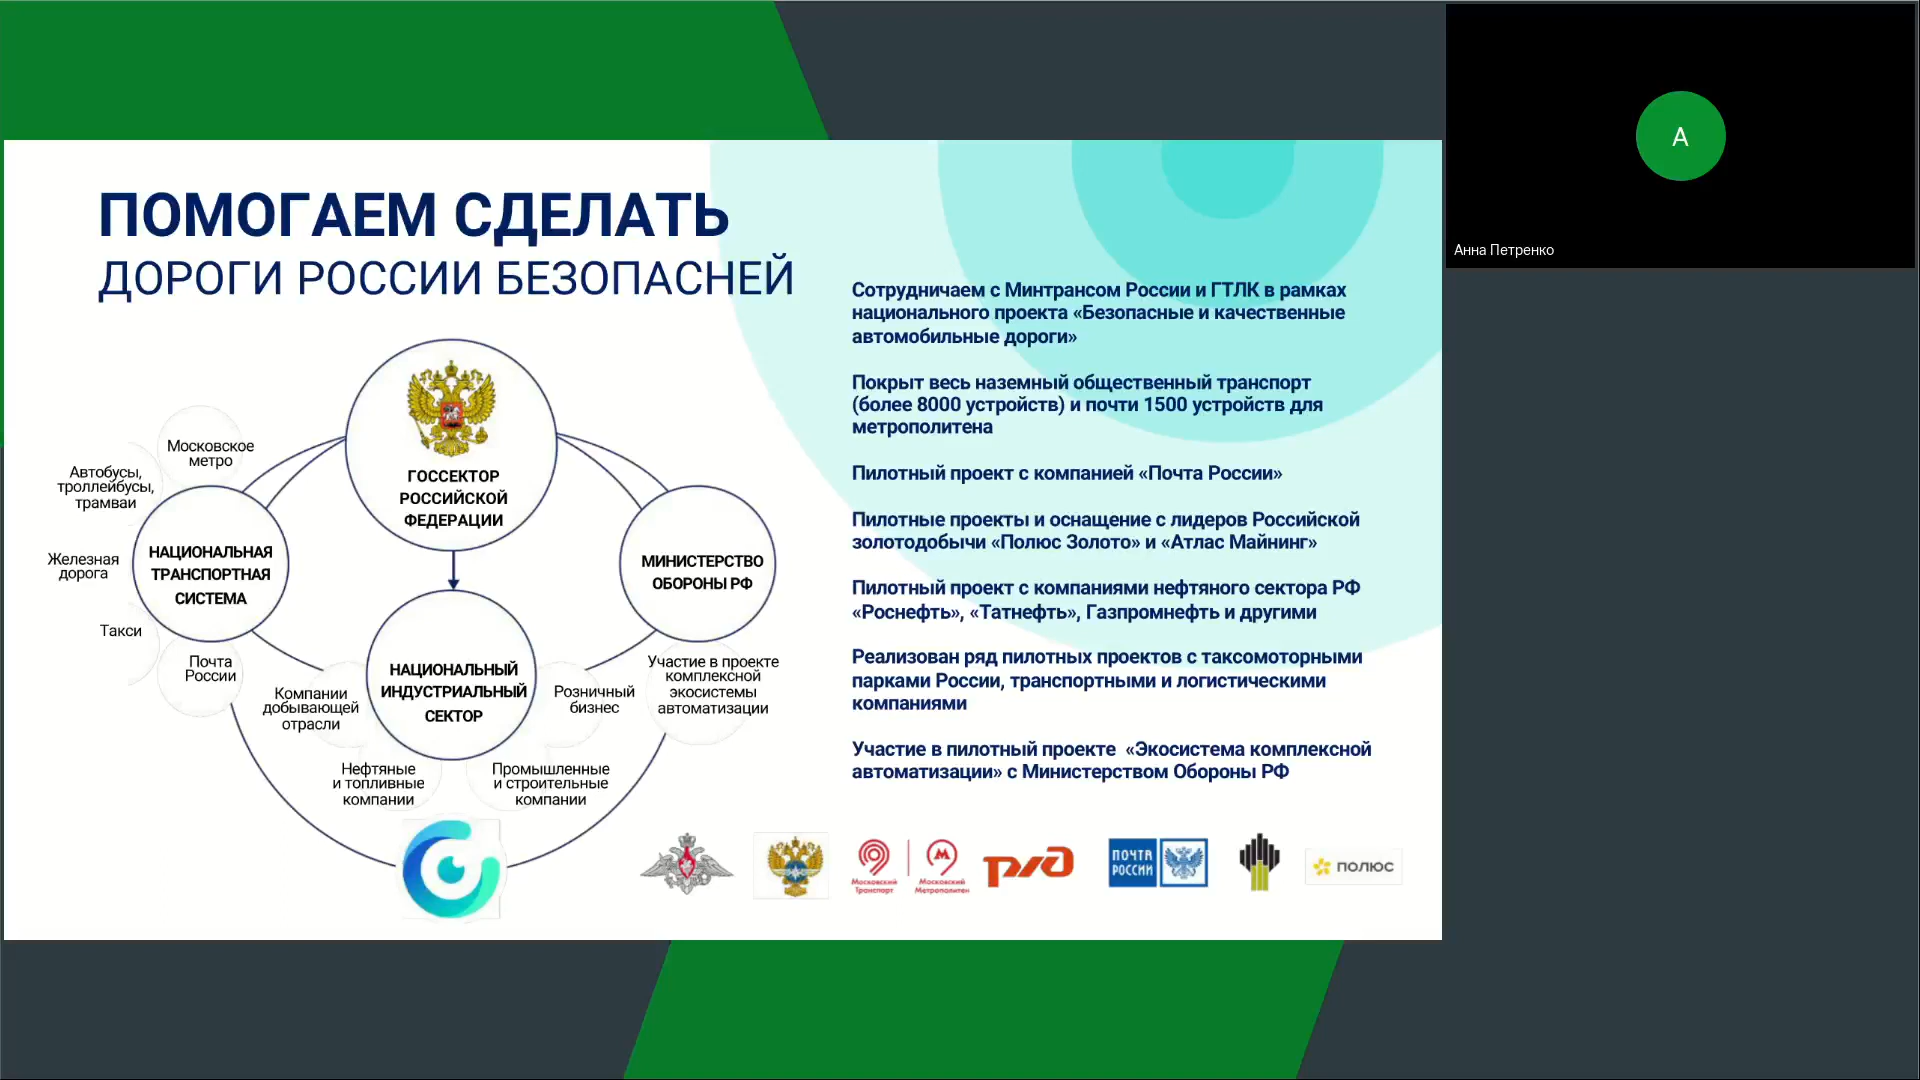 А
Анна Петренко
ПОМОГАЕМ СДЕЛАТЬ
ДОРОГИ РОССИИ БЕЗОПАСНЕЙ
ГОССЕКТОР
РОССИЙСКОЙ
ФЕДЕРАЦИИ
Московское
метро
Автобусы,
троллейбусы,
трамваи
Железная
дорога
Такси
Почта
России
НАЦИОНАЛЬНАЯ
ТРАНСПОРТНАЯ
СИСТЕМА
МИНИСТЕРСТВО
ОБОРОНЫ РФ
НАЦИОНАЛЬНЫЙ
ИНДУСТРИАЛЬНЫЙ
СЕКТОР
Компании
добывающей
отрасли
Нефтяные
и топливные
компании
Промышленные
и строительные
компании
Розничный
бизнес
Участие в проекте
комплексной
экосистемы
автоматизации
Сотрудничаем с Минтрансом России и ГТЛК в рамках
национального проекта «Безопасные и качественные
автомобильные дороги»
Покрыт весь наземный общественный транспорт
(более 8000 устройств) и почти 1500 устройств для
метрополитена
Пилотный проект с компанией «Почта России»
Пилотные проекты и оснащение с лидеров Российской
золотодобычи «Полюс Золото» и «Атлас Майнинг»
Пилотный проект с компаниями нефтяного сектора РФ
«Роснефть», «Татнефть», Газпромнефть и другими
Реализован ряд пилотных проектов с таксомоторными
парками России, транспортными и логистическими
компаниями
Участие в пилотный проекте «Экосистема комплексной
автоматизации» с Министерством Обороны РФ
Московский
Транспорт
Московский
Метрополитен
РЖД
ПОЧТА
РОССИИ
ПОЛЮС